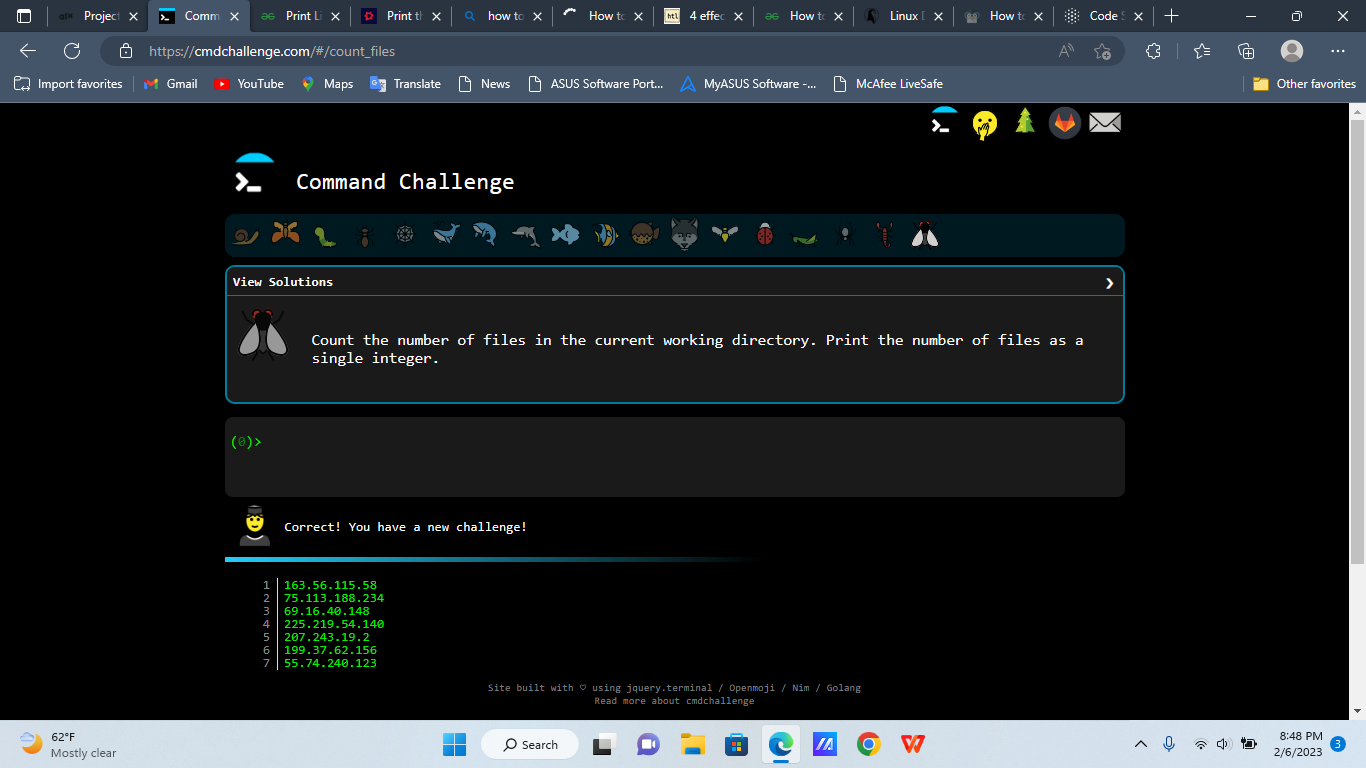 Project
Comm
Print Li
Print th
how to
How to
4 effec
How to
Linux D
How to
Code S
https://cmdchallenge.com/#/count_files
Import favorites
Gmail
YouTube
Maps
Translate
News
ASUS Software Port...
MyASUS Software -...
McAfee LiveSafe
Other favorites
Command Challenge
View Solutions
Count the number of files in the current working directory. Print the number of files as a
single integer.
(0)>
Correct! You have a new challenge!
1 163.56.115.58
2 75.113.188.234
3 69.16.40.148
4 225.219.54.140
5 207.243.19.2
6 199.37.62.156
7 55.74.240.123
Site built with ♡ using jquery.terminal / Openmoji / Nim / Golang
Read more about cmdchallenge
62°F
Mostly clear
Search
8:48 PM
2/6/2023
3